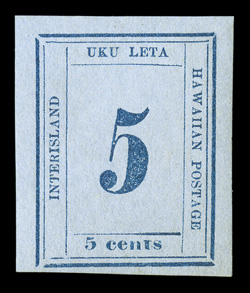 UKU LETA
INTERISLAND
HAWAIIAN POSTAGE
5
5 cents